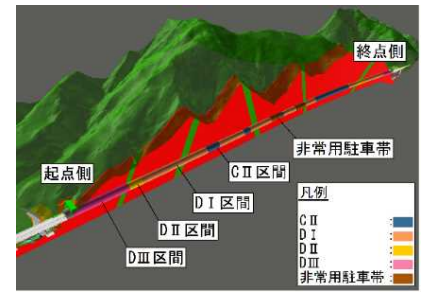 終点側
非常用駐車帯
起点側
CⅡ区間
DⅠ区間
DⅡ区間
DⅢ区間
凡例
CⅡ :
DⅠ :
DⅡ :
DⅢ :
非常用駐車帯 :